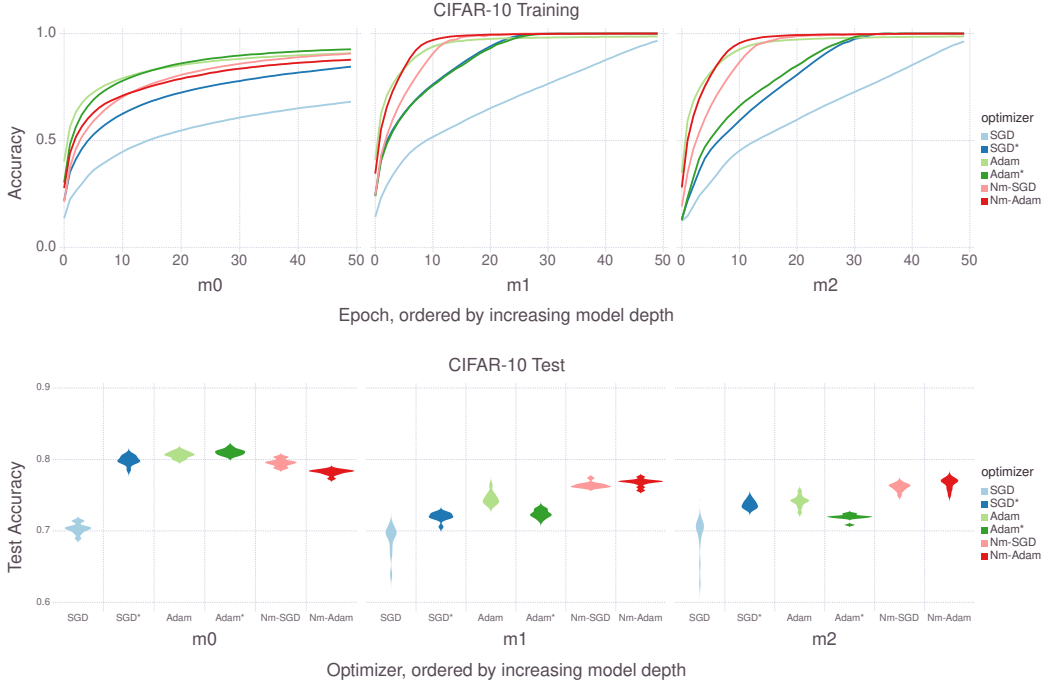 CIFAR-10 Training
Accuracy
1.0
0.5
0.0
0 10 20 30 40 50
0 10 20 30 40 50
0 10 20 30 40 50
m0 m1 m2
Epoch, ordered by increasing model depth
optimizer
SGD
SGD*
Adam
Adam*
Nm-SGD
Nm-Adam
CIFAR-10 Test
Test Accuracy
0.9
0.8
0.7
0.6
SGD SGD* Adam Adam* Nm-SGD Nm-Adam
SGD SGD* Adam Adam* Nm-SGD Nm-Adam
SGD SGD* Adam Adam* Nm-SGD Nm-Adam
m0 m1 m2
Optimizer, ordered by increasing model depth
optimizer
SGD
SGD*
Adam
Adam*
Nm-SGD
Nm-Adam